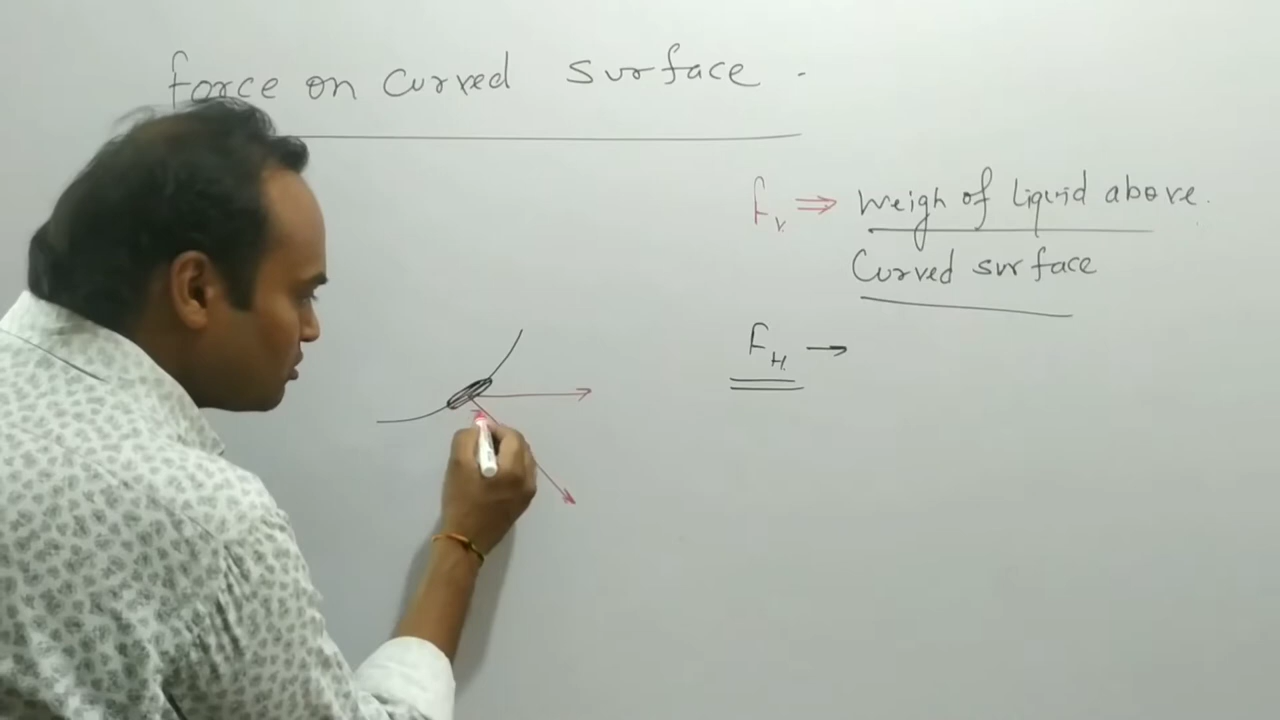 force on Curved surface .
Fv ⇒ Weigh of liquid above.
Curved surface
FH →